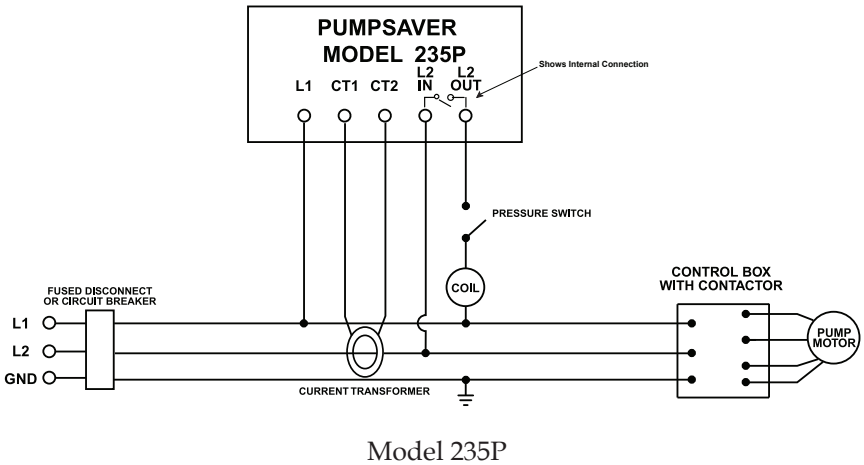 PUMPSAVER
MODEL 235P
L1
CT1
CT2
L2
IN
L2
OUT
Shows Internal Connection
PRESSURE SWITCH
COIL
FUSED DISCONNECT
OR CIRCUIT BREAKER
CONTROL BOX
WITH CONTACTOR
L1
L2
GND
PUMP
MOTOR
CURRENT TRANSFORMER
Model 235P